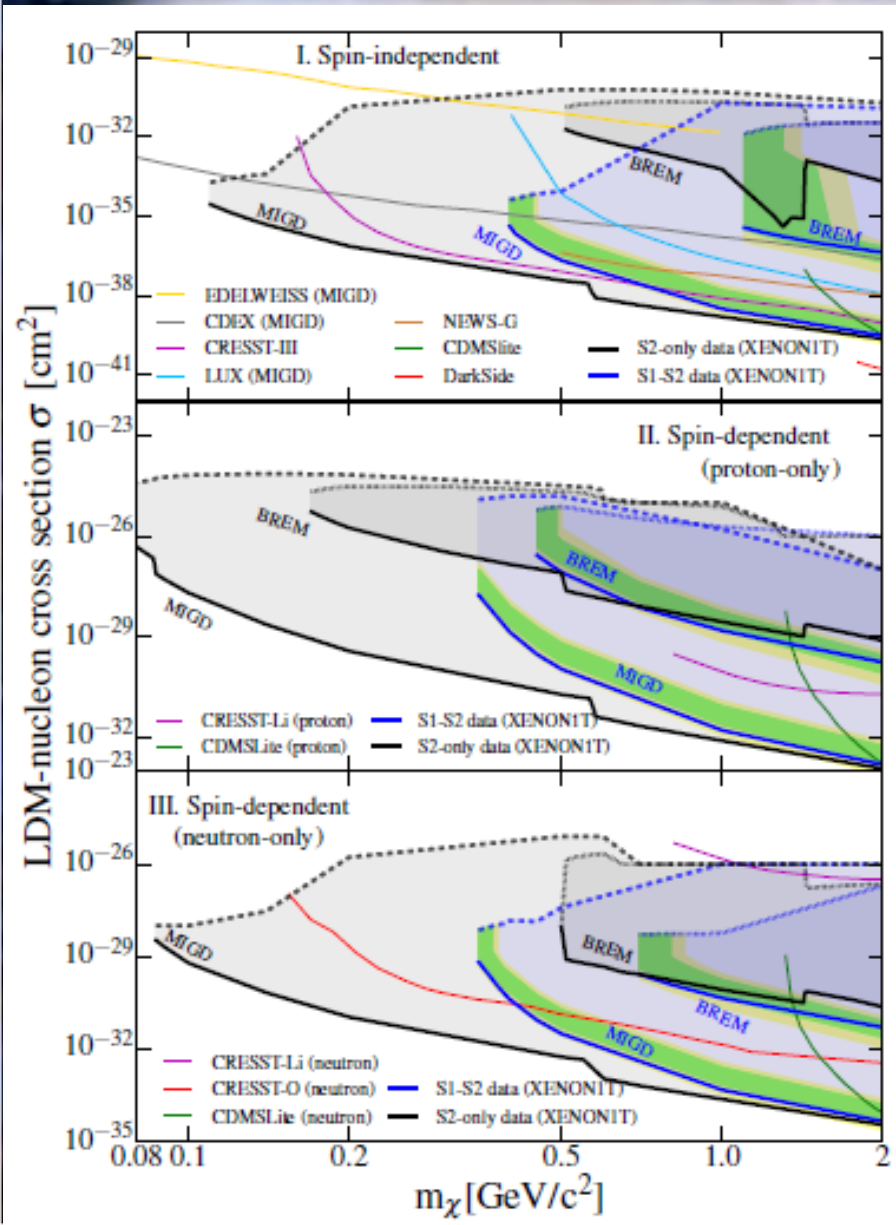 LDM-nucleon cross section σ [cm²]
10⁻²⁹
10⁻³²
10⁻³⁵
10⁻³⁸
10⁻⁴¹
I. Spin-independent
BREM
MIGD
MIGD
BREM
EDELWEISS (MIGD)
CDEX (MIGD)
CRESST-III
LUX (MIGD)
NEWS-G
CDMSlite
DarkSide
S2-only data (XENON1T)
S1-S2 data (XENON1T)
10⁻²³
10⁻²⁶
10⁻²⁹
10⁻³²
II. Spin-dependent
(proton-only)
BREM
BREM
MIGD
MIGD
CRESST-Li (proton)
CDMSLite (proton)
S1-S2 data (XENON1T)
S2-only data (XENON1T)
10⁻²³
10⁻²⁶
10⁻²⁹
10⁻³²
10⁻³⁵
III. Spin-dependent
(neutron-only)
MIGD
BREM
BREM
MIGD
CRESST-Li (neutron)
CRESST-O (neutron)
CDMSLite (neutron)
S1-S2 data (XENON1T)
S2-only data (XENON1T)
0.08 0.1 0.2 0.5 1.0 2
mχ[GeV/c²]